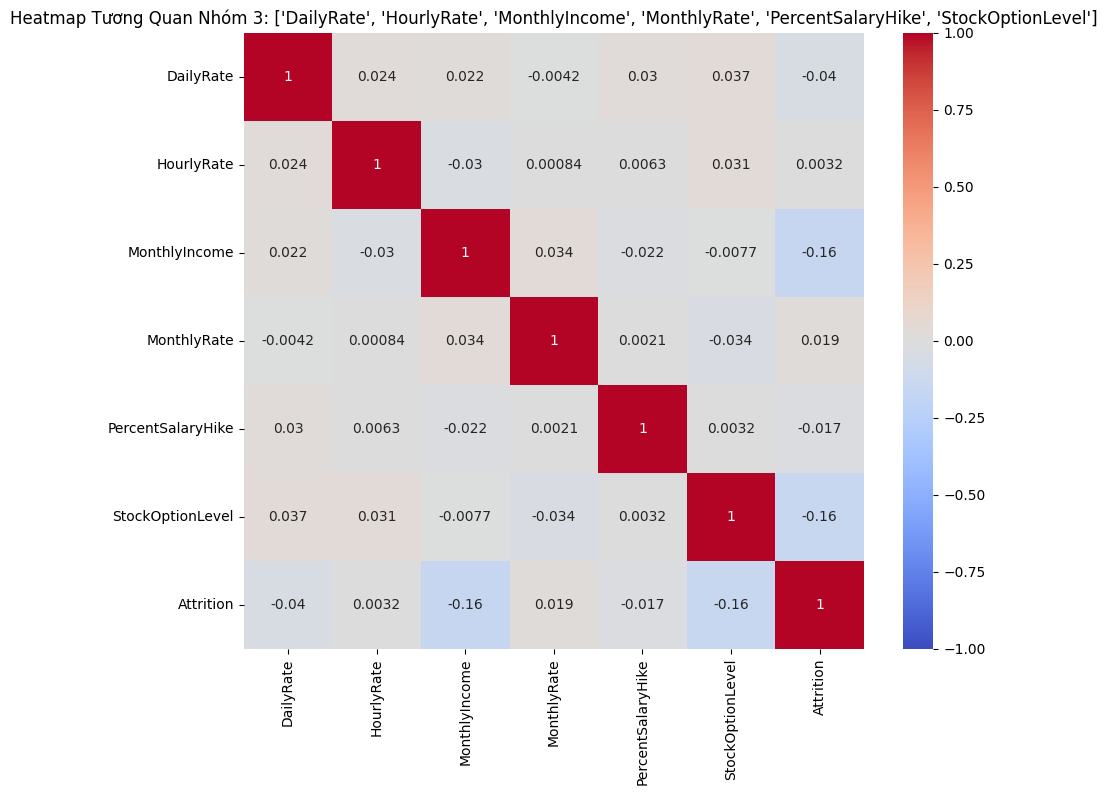 Heatmap Tương Quan Nhóm 3: ['DailyRate', 'HourlyRate', 'MonthlyIncome', 'MonthlyRate', 'PercentSalaryHike', 'StockOptionLevel']
DailyRate 1 0.024 0.022 -0.0042 0.03 0.037 -0.04
HourlyRate 0.024 1 -0.03 0.00084 0.0063 0.031 0.0032
MonthlyIncome 0.022 -0.03 1 0.034 -0.022 -0.0077 -0.16
MonthlyRate -0.0042 0.00084 0.034 1 0.0021 -0.034 0.019
PercentSalaryHike 0.03 0.0063 -0.022 0.0021 1 0.0032 -0.017
StockOptionLevel 0.037 0.031 -0.0077 -0.034 0.0032 1 -0.16
Attrition -0.04 0.0032 -0.16 0.019 -0.017 -0.16 1
DailyRate
HourlyRate
MonthlyIncome
MonthlyRate
PercentSalaryHike
StockOptionLevel
Attrition
1.00
0.75
0.50
0.25
0.00
−0.25
−0.50
−0.75
−1.00